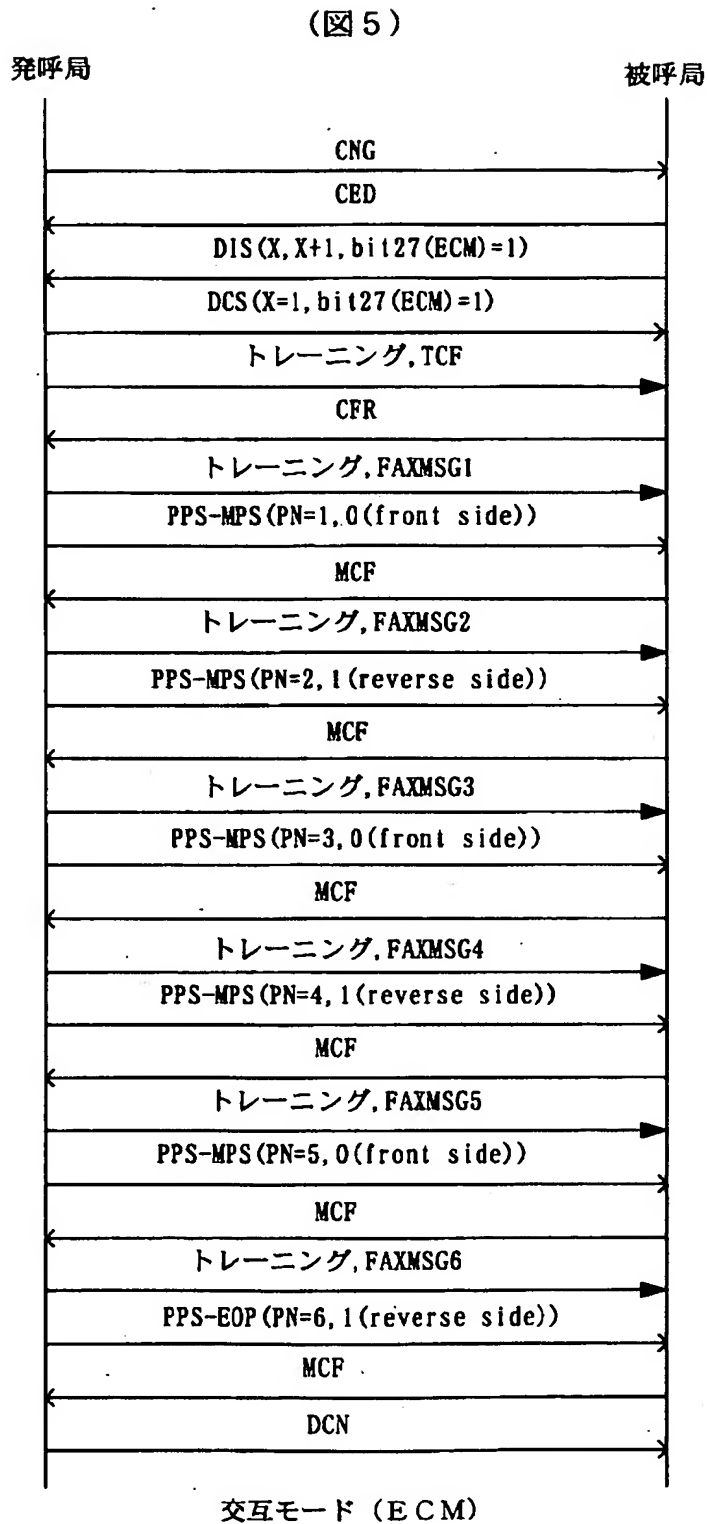 (図5)
発呼局
被呼局
CNG
CED
DIS(X,X+1,bit27(ECM)=1)
DCS(X=1,bit27(ECM)=1)
トレーニング,TCF
CFR
トレーニング,FAXMSG1
PPS-MPS(PN=1,0(front side))
MCF
トレーニング,FAXMSG2
PPS-MPS(PN=2,1(reverse side))
MCF
トレーニング,FAXMSG3
PPS-MPS(PN=3,0(front side))
MCF
トレーニング,FAXMSG4
PPS-MPS(PN=4,1(reverse side))
MCF
トレーニング,FAXMSG5
PPS-MPS(PN=5,0(front side))
MCF
トレーニング,FAXMSG6
PPS-EOP(PN=6,1(reverse side))
MCF
DCN
交互モード (ECM)